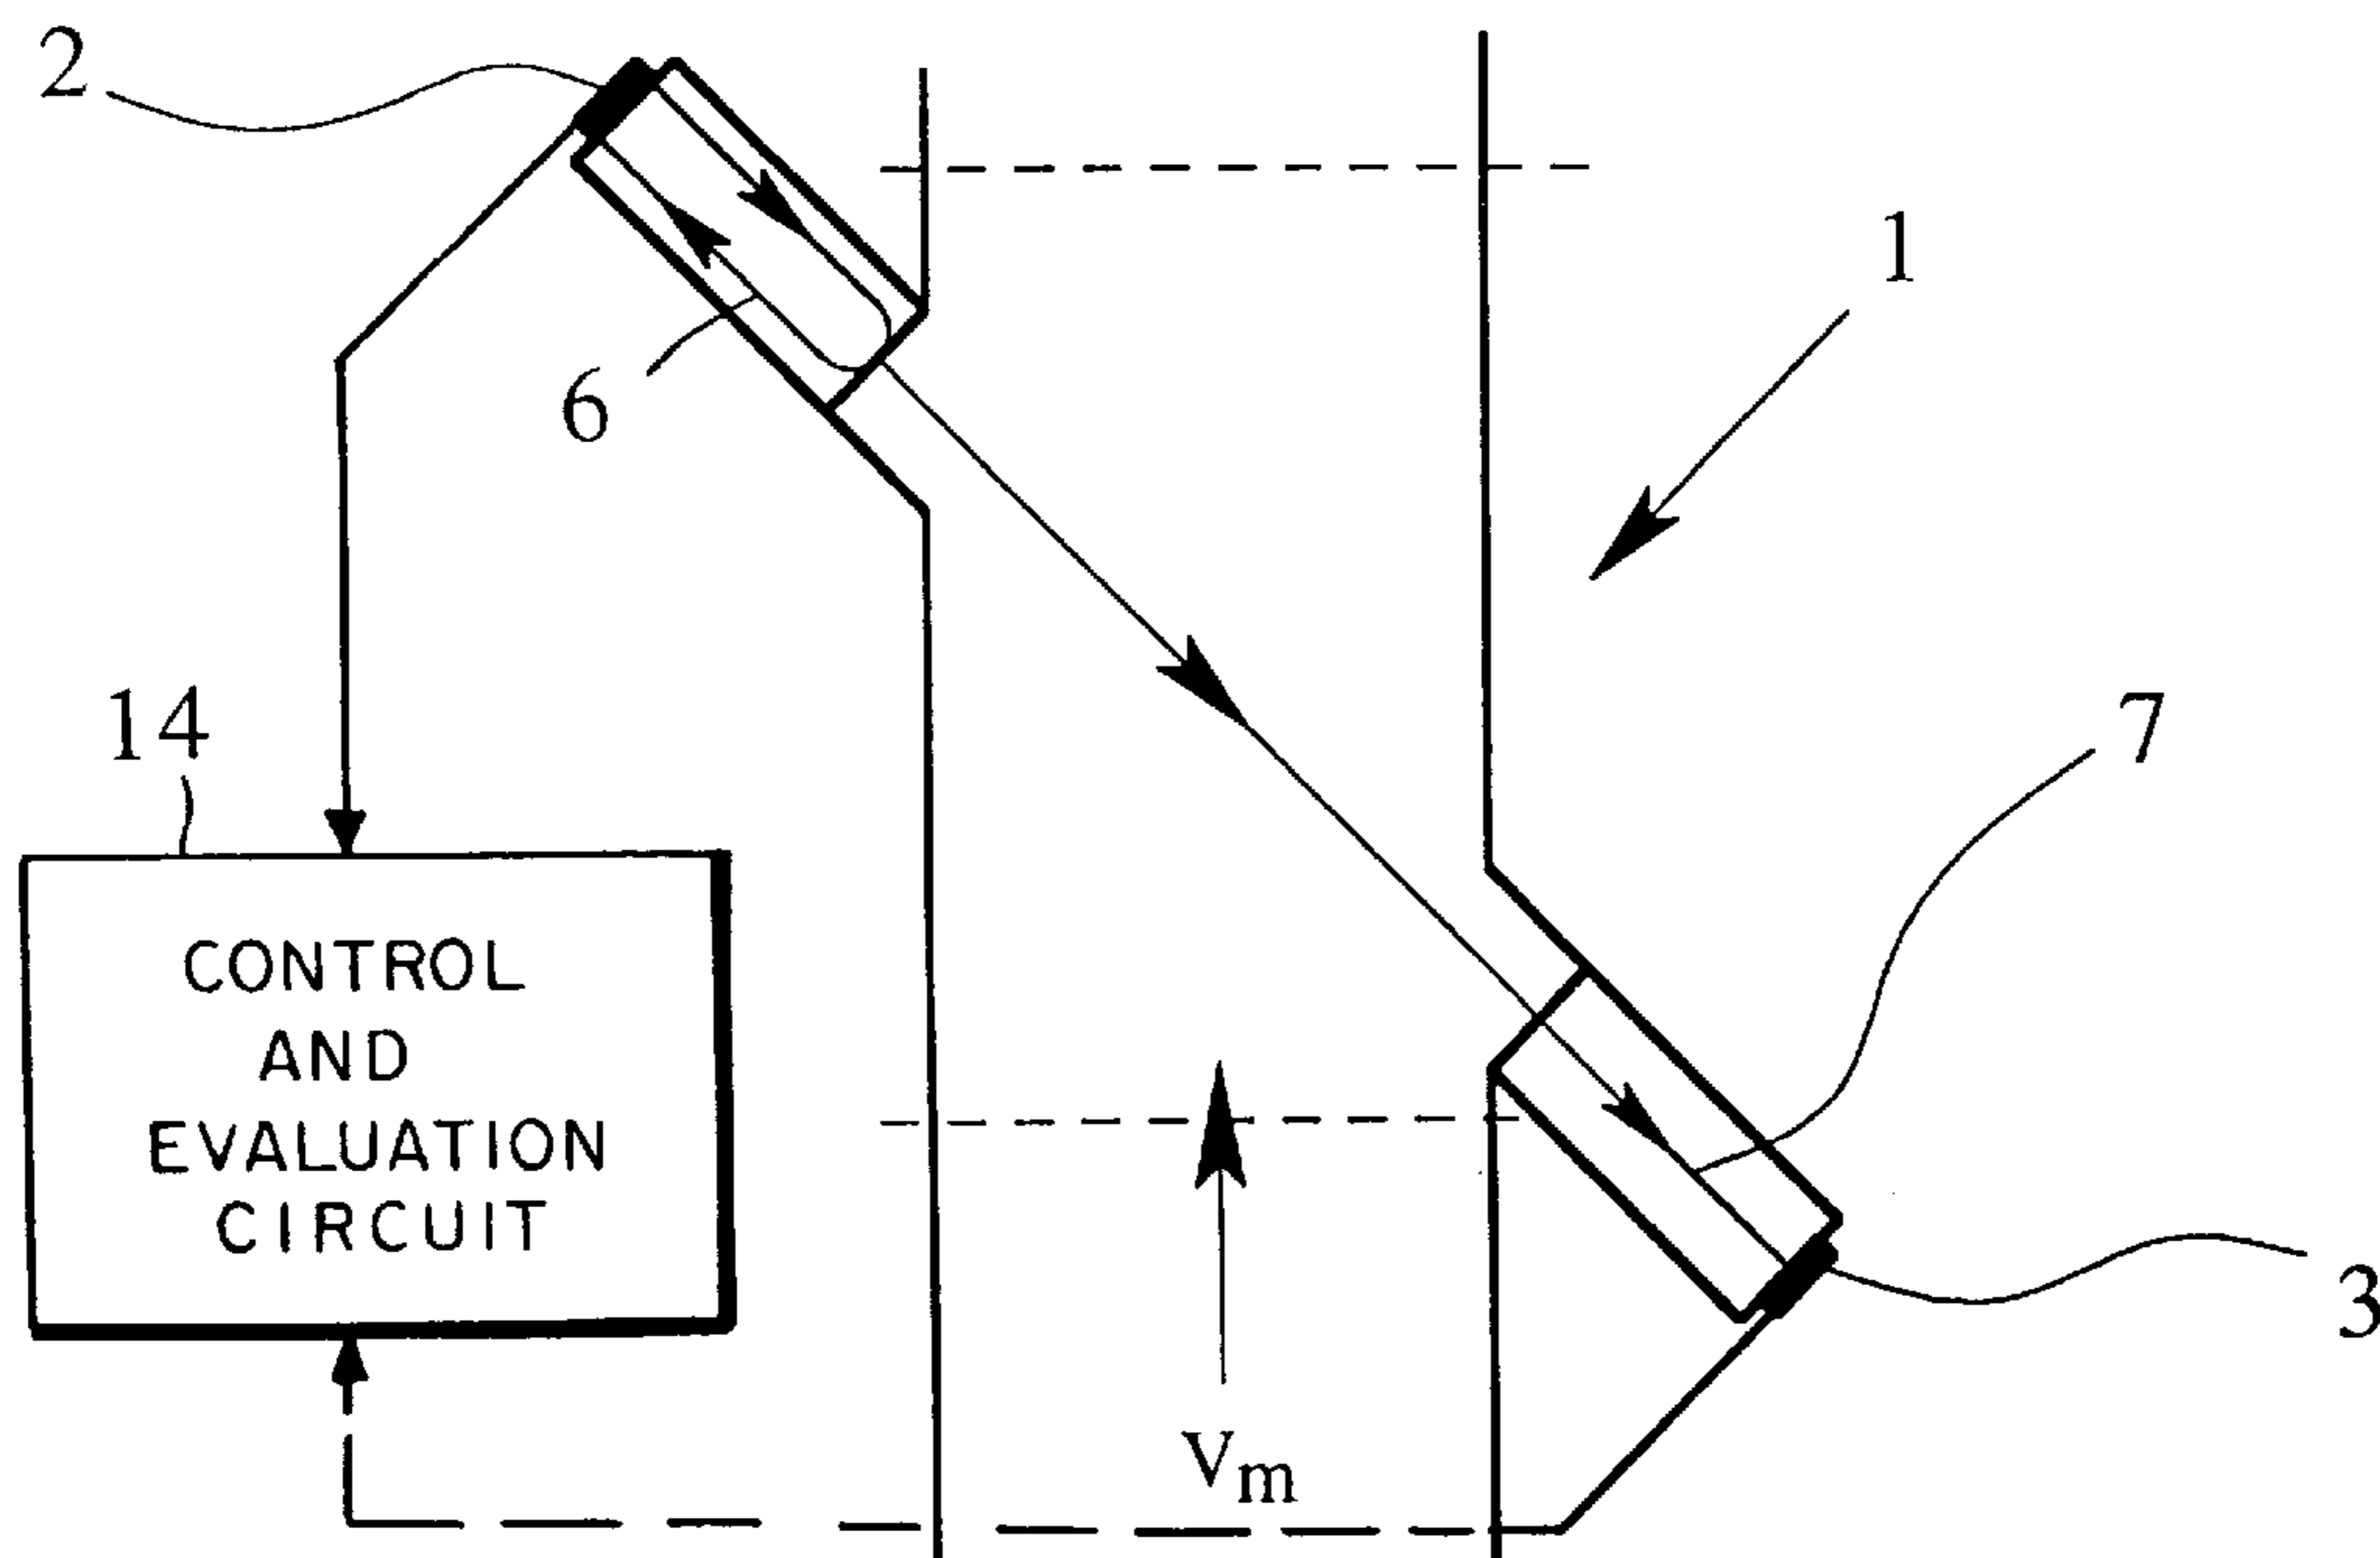 2
1
6
14
7
CONTROL
AND
EVALUATION
CIRCUIT
3
Vm